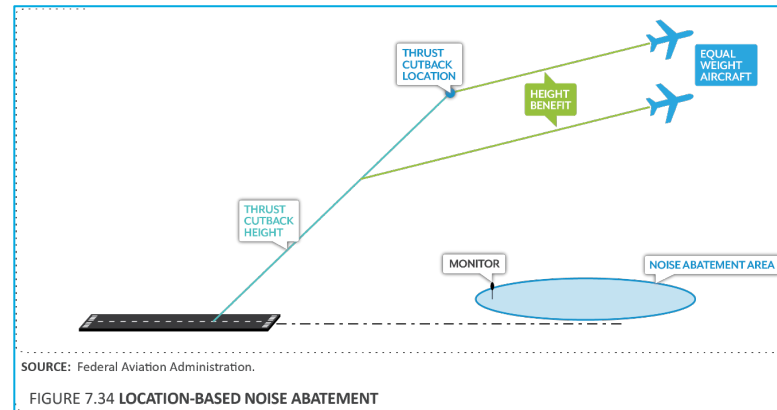 THRUST
CUTBACK
LOCATION
EQUAL
WEIGHT
AIRCRAFT
HEIGHT
BENEFIT
THRUST
CUTBACK
HEIGHT
MONITOR
NOISE ABATEMENT AREA
SOURCE: Federal Aviation Administration.
FIGURE 7.34 LOCATION-BASED NOISE ABATEMENT